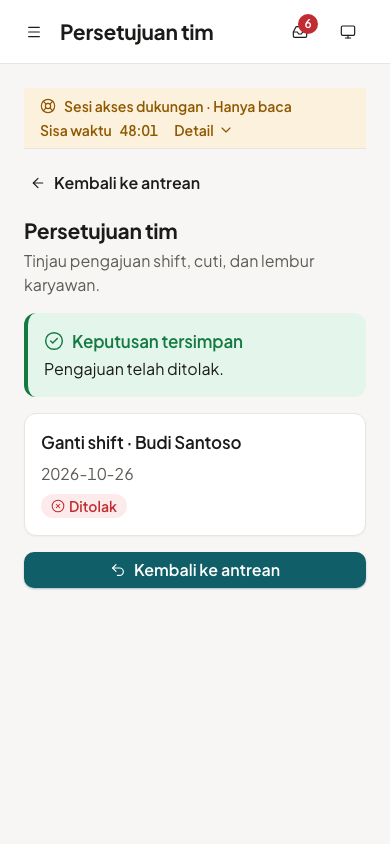 Persetujuan tim
6
Sesi akses dukungan · Hanya baca
Sisa waktu 48:01 Detail
Kembali ke antrean
Persetujuan tim
Tinjau pengajuan shift, cuti, dan lembur
karyawan.
Keputusan tersimpan
Pengajuan telah ditolak.
Ganti shift · Budi Santoso
2026-10-26
Ditolak
Kembali ke antrean